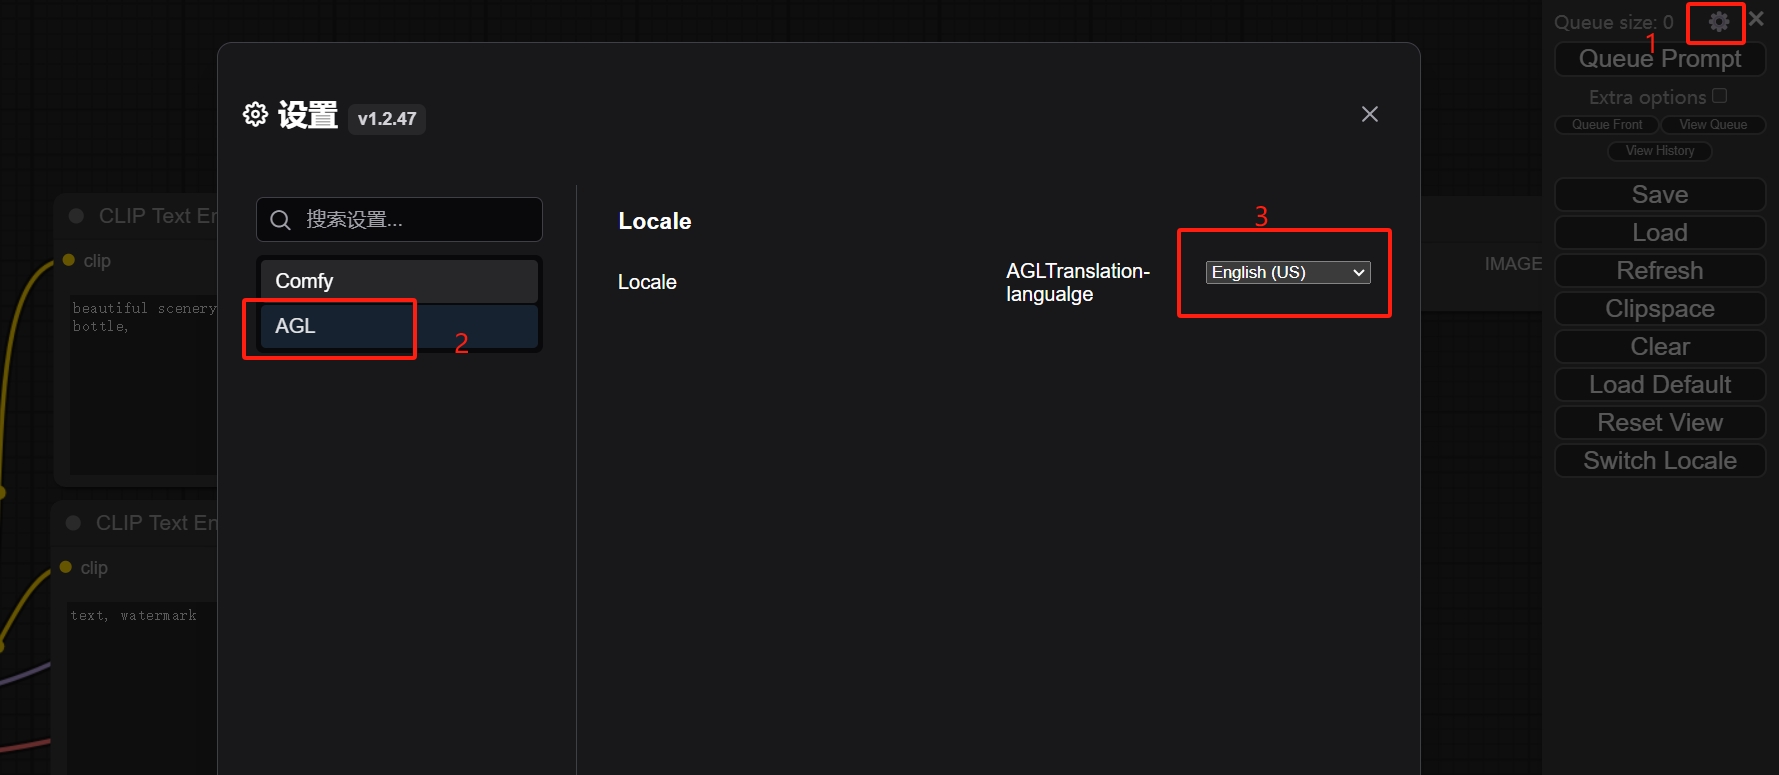 Queue size: 0
1
Queue Prompt
Extra options
Queue Front
View Queue
View History
Save
Load
Refresh
Clipspace
Clear
Load Default
Reset View
Switch Locale
设置
v1.2.47
搜索设置...
Comfy
AGL
2
Locale
Locale
3
AGLTranslation-
langualge
English (US)
CLIP Text En
clip
beautiful scenery
bottle,
CLIP Text En
clip
text, watermark
IMAGE